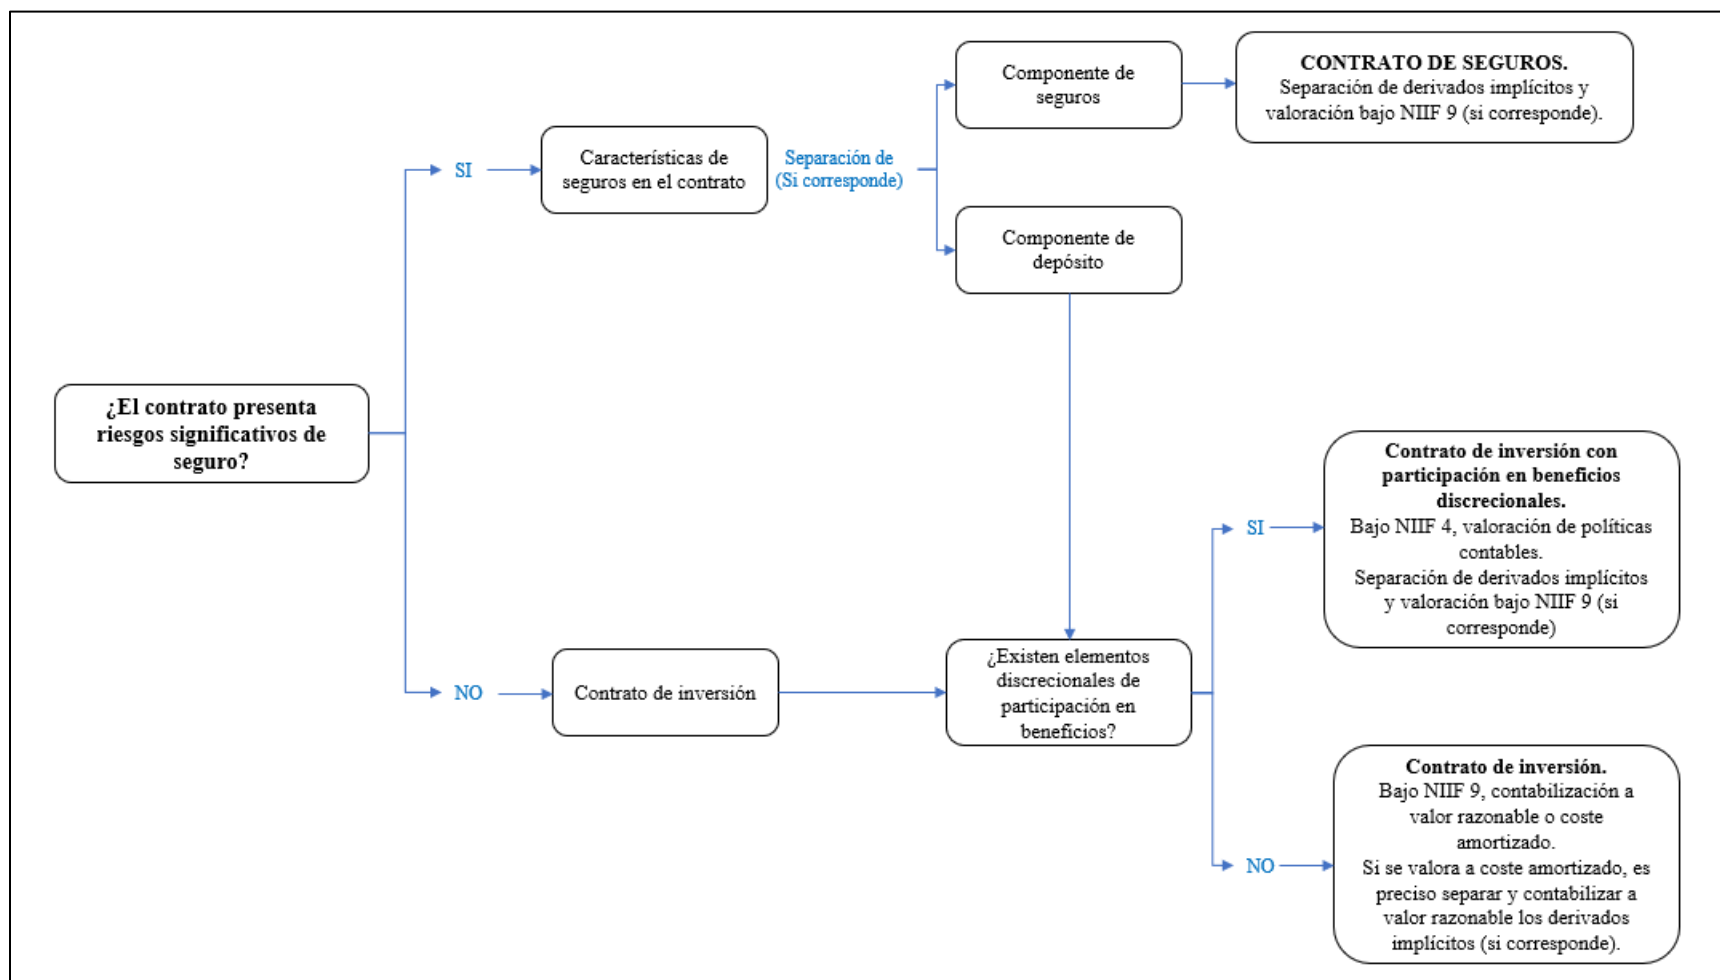 ¿El contrato presenta
riesgos significativos de
seguro?
SI
Características de
seguros en el contrato
Separación de
(Si corresponde)
Componente de
seguros
CONTRATO DE SEGUROS.
Separación de derivados implícitos y
valoración bajo NIIF 9 (si corresponde).
Componente de
depósito
NO
Contrato de inversión
¿Existen elementos
discrecionales de
participación en
beneficios?
SI
Contrato de inversión con
participación en beneficios
discrecionales.
Bajo NIIF 4, valoración de políticas
contables.
Separación de derivados implícitos
y valoración bajo NIIF 9 (si
corresponde)
NO
Contrato de inversión.
Bajo NIIF 9, contabilización a
valor razonable o coste
amortizado.
Si se valora a coste amortizado, es
preciso separar y contabilizar a
valor razonable los derivados
implícitos (si corresponde).